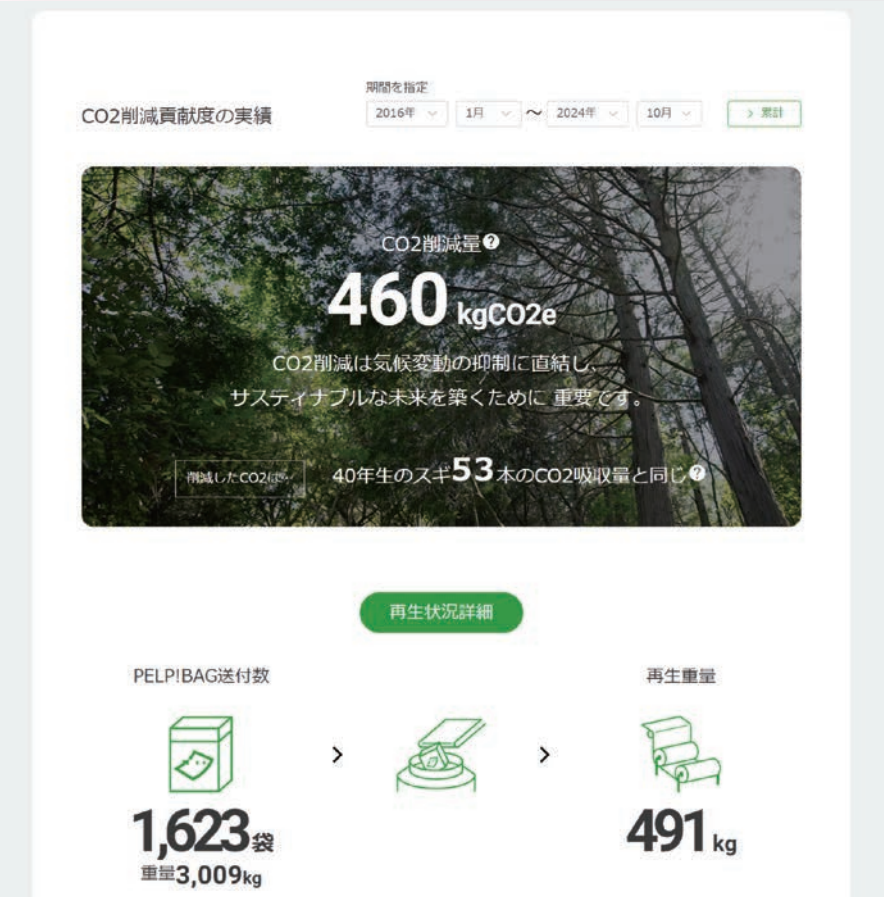 期間を指定
CO2削減貢献度の実績
2016年 1月 〜 2024年 10月 > 累計
CO2削減量?
460 kgCO2e
CO2削減は気候変動の抑制に直結し、
サスティナブルな未来を築くために 重要です。
削減したCO2は… 40年生のスギ53本のCO2吸収量と同じ?
再生状況詳細
PELP!BAG送付数 再生重量
1,623袋 491kg
重量3,009kg